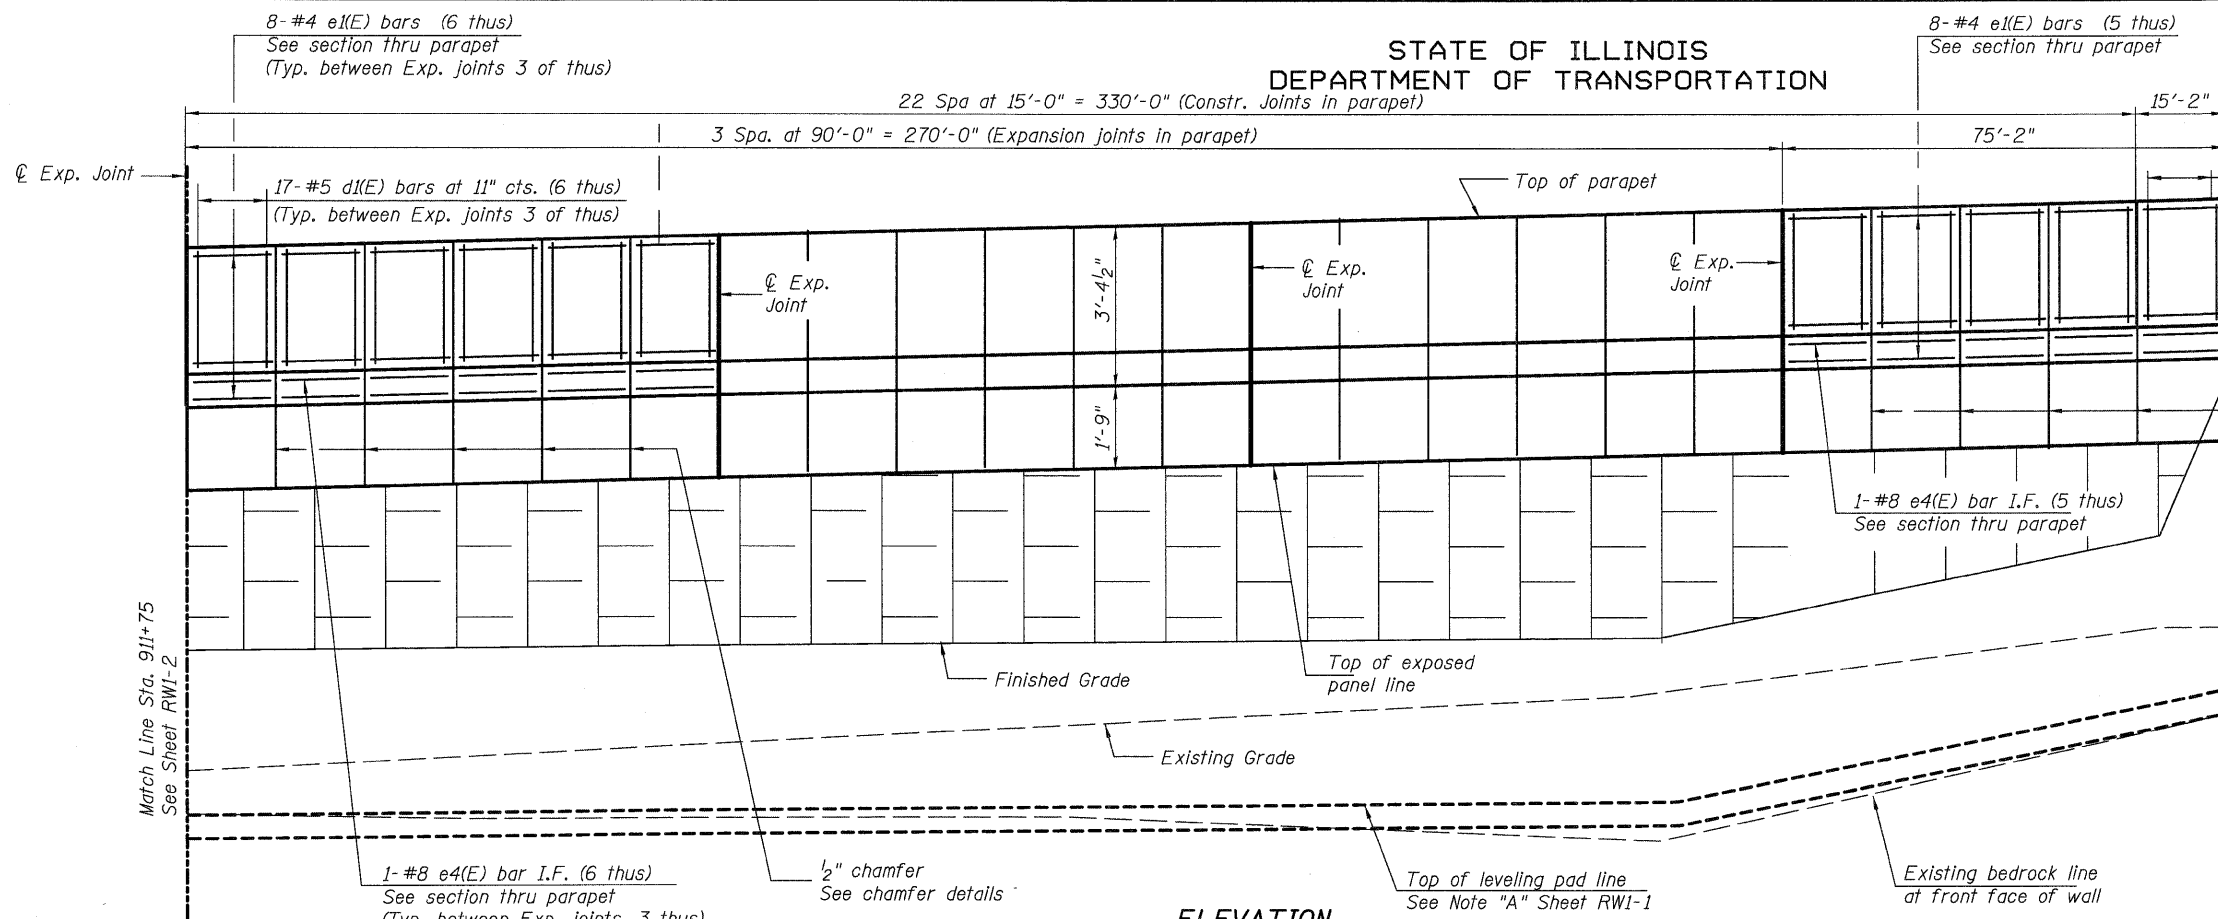 8-#4 e1(E) bars (6 thus)
See section thru parapet
(Typ. between Exp. joints 3 of thus)
STATE OF ILLINOIS
DEPARTMENT OF TRANSPORTATION
8-#4 e1(E) bars (5 thus)
See section thru parapet
22 Spa at 15'-0" = 330'-0" (Constr. Joints in parapet)
15'-2"
3 Spa. at 90'-0" = 270'-0" (Expansion joints in parapet)
75'-2"
℄ Exp. Joint
17-#5 d1(E) bars at 11" cts. (6 thus)
(Typ. between Exp. joints 3 of thus)
Top of parapet
℄ Exp.
Joint
3'-4½"
℄ Exp.
Joint
℄ Exp.
Joint
1'-9"
1-#8 e4(E) bar I.F. (5 thus)
See section thru parapet
Match Line Sta. 911+75
See Sheet RW1-2
Finished Grade
Top of exposed
panel line
Existing Grade
1-#8 e4(E) bar I.F. (6 thus)
See section thru parapet
(Typ. between Exp. joints, 3 thus)
½" chamfer
See chamfer details
Top of leveling pad line
See Note "A" Sheet RW1-1
Existing bedrock line
at front face of wall
ELEVATION